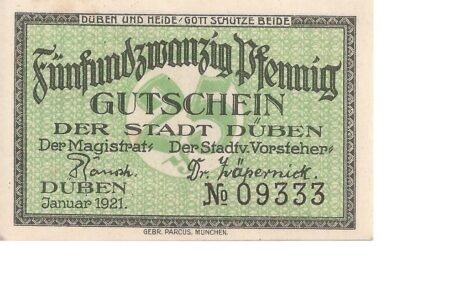 DÜBEN UND HEIDE/GOTT SCHÜTZE BEIDE
Fünfundzwanzig Pfennig
GUTSCHEIN
DER STADT DÜBEN
Der Magistrat: Der Stadtv. Vorsteher:
Dr. Zäpernick.
DÜBEN
Januar 1921.
No 09333
GEBR. PARCUS, MÜNCHEN.